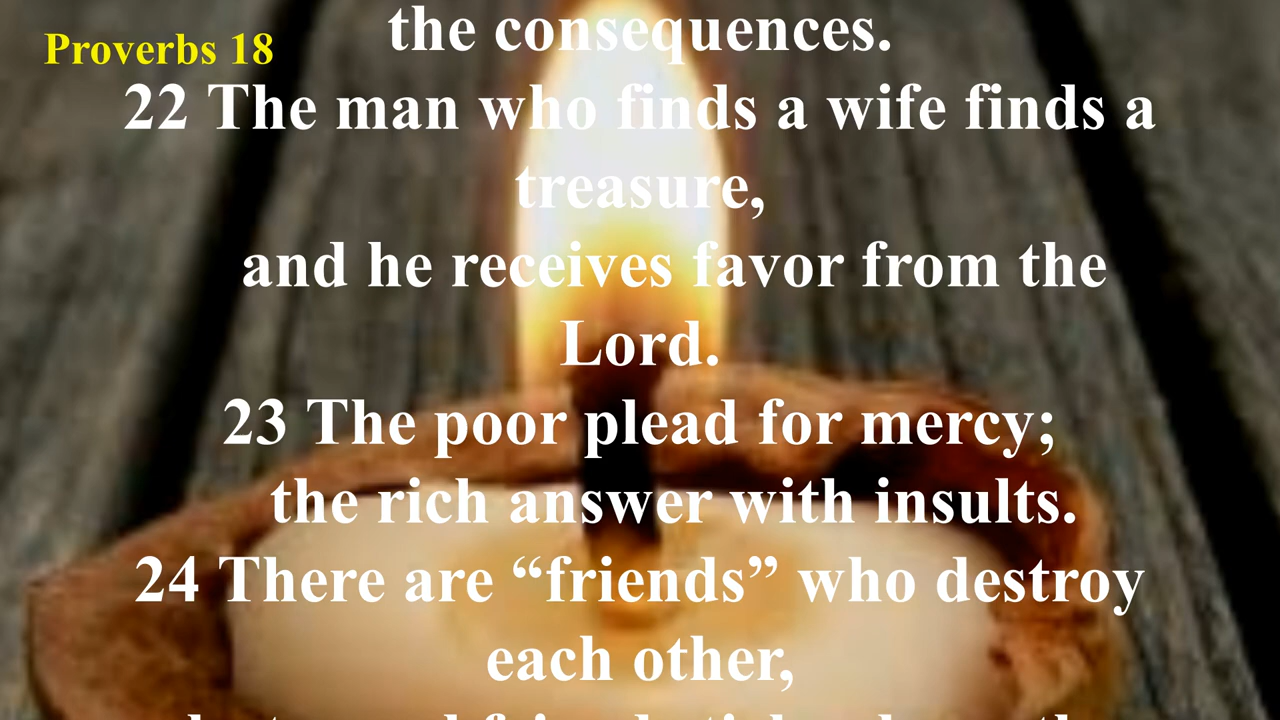 Proverbs 18
the consequences.
22 The man who finds a wife finds a
treasure,
and he receives favor from the
Lord.
23 The poor plead for mercy;
the rich answer with insults.
24 There are “friends” who destroy
each other,